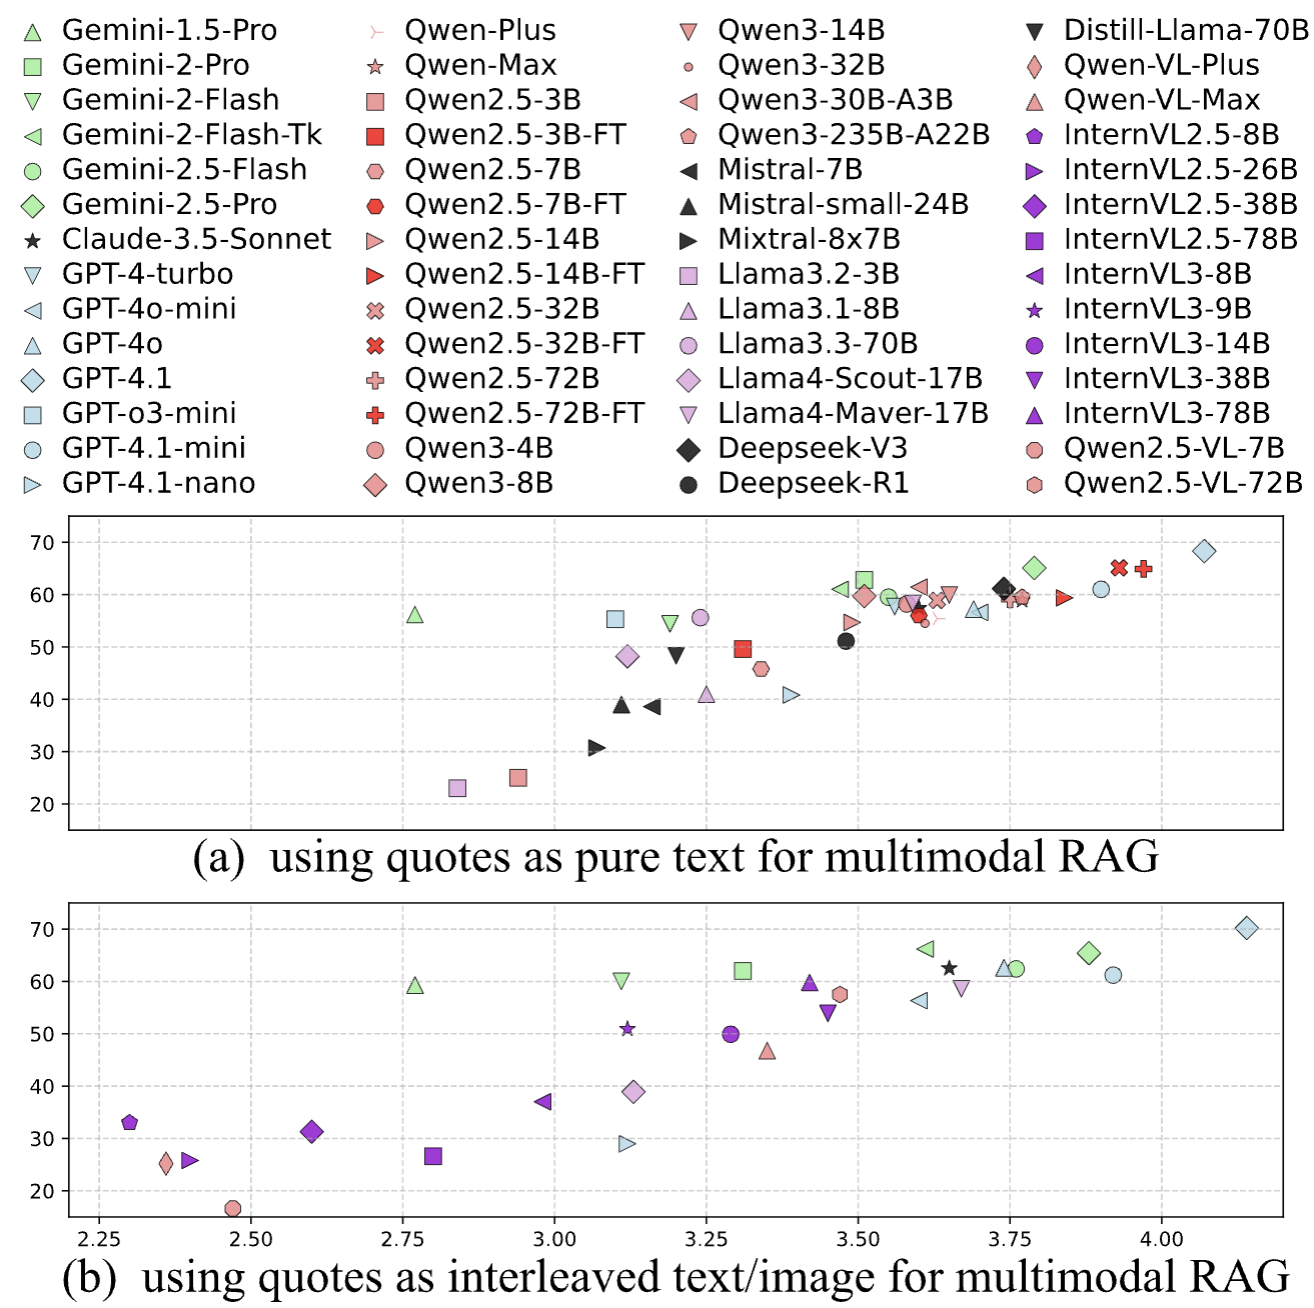 Gemini-1.5-Pro Qwen-Plus Qwen3-14B Distill-Llama-70B
Gemini-2-Pro Qwen-Max Qwen3-32B Qwen-VL-Plus
Gemini-2-Flash Qwen2.5-3B Qwen3-30B-A3B Qwen-VL-Max
Gemini-2-Flash-Tk Qwen2.5-3B-FT Qwen3-235B-A22B InternVL2.5-8B
Gemini-2.5-Flash Qwen2.5-7B Mistral-7B InternVL2.5-26B
Gemini-2.5-Pro Qwen2.5-7B-FT Mistral-small-24B InternVL2.5-38B
Claude-3.5-Sonnet Qwen2.5-14B Mixtral-8x7B InternVL2.5-78B
GPT-4-turbo Qwen2.5-14B-FT Llama3.2-3B InternVL3-8B
GPT-4o-mini Qwen2.5-32B Llama3.1-8B InternVL3-9B
GPT-4o Qwen2.5-32B-FT Llama3.3-70B InternVL3-14B
GPT-4.1 Qwen2.5-72B Llama4-Scout-17B InternVL3-38B
GPT-o3-mini Qwen2.5-72B-FT Llama4-Maver-17B InternVL3-78B
GPT-4.1-mini Qwen3-4B Deepseek-V3 Qwen2.5-VL-7B
GPT-4.1-nano Qwen3-8B Deepseek-R1 Qwen2.5-VL-72B
70
60
50
40
30
20
(a) using quotes as pure text for multimodal RAG
70
60
50
40
30
20
2.25 2.50 2.75 3.00 3.25 3.50 3.75 4.00
(b) using quotes as interleaved text/image for multimodal RAG